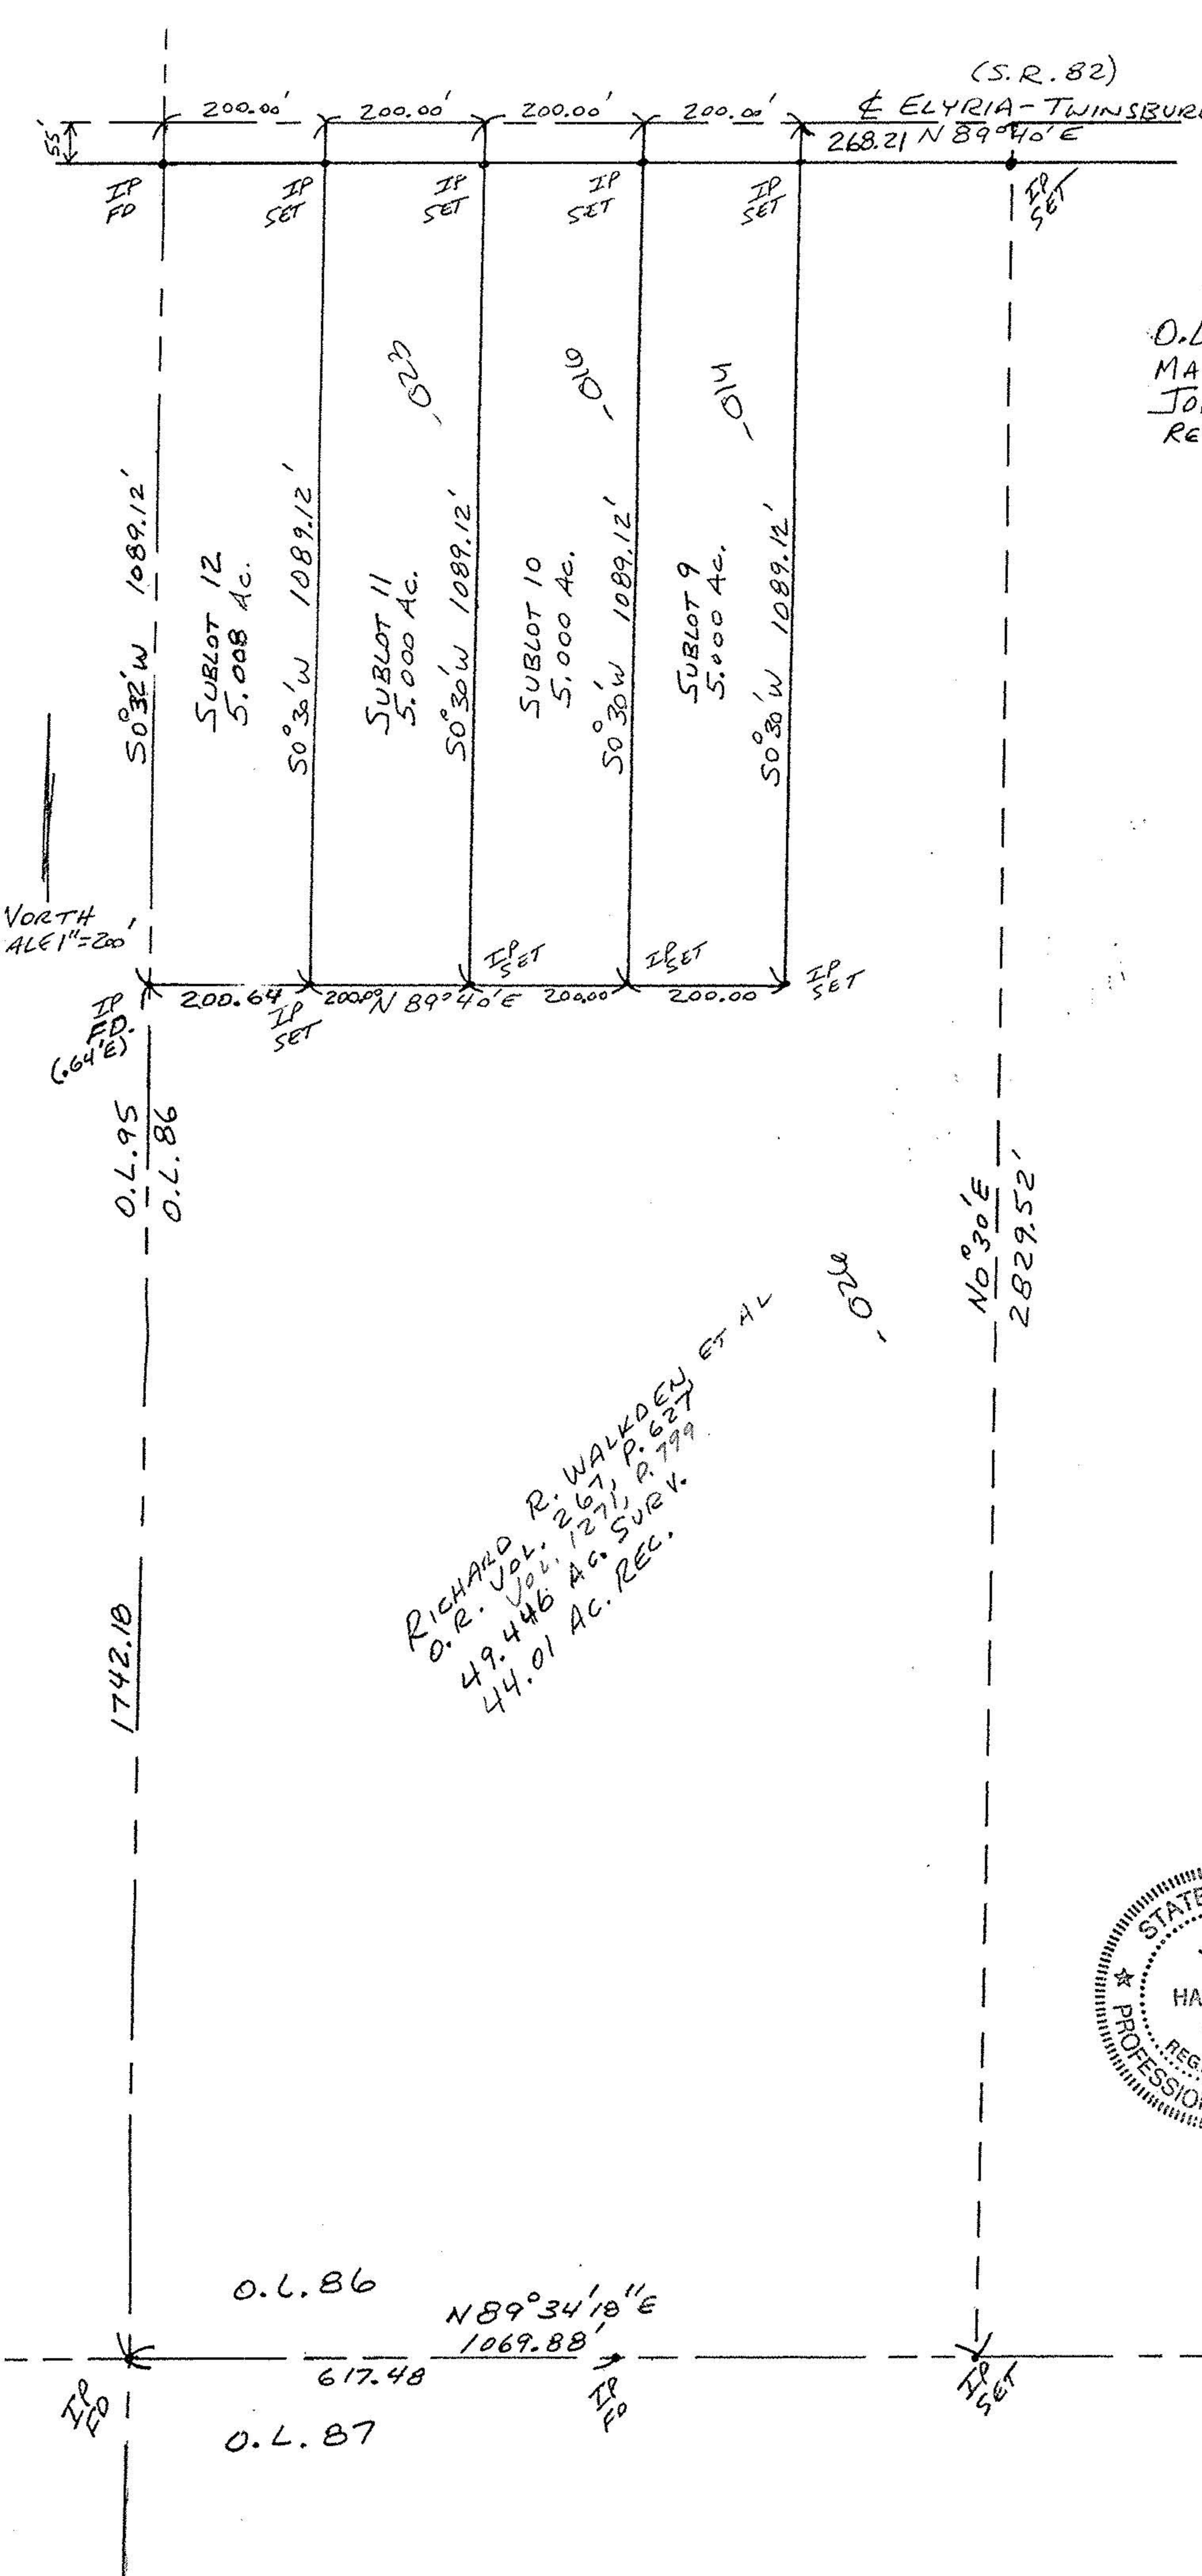 (S.R. 82)
200.00' 200.00' 200.00' 200.00' ℄ ELYRIA-TWINSBUR
55'
268.21 N 89°40'E
IP
FD
IP
SET
IP
SET
IP
SET
IP
SET
IP
SET
O.L
MA
JO
RE
-023
-016
-014
S0°32'W 1089.12'
SUBLOT 12
5.008 Ac.
S0°30'W 1089.12'
SUBLOT 11
5.000 Ac.
S0°30'W 1089.12'
SUBLOT 10
5.000 Ac.
S0°30'W 1089.12'
SUBLOT 9
5.000 Ac.
S0°30'W 1089.12'
NORTH
ALE 1"=200'
IP
SET
IP
SET
IP
SET
200.64 200.00 N 89°40'E 200.00 200.00
IP
FD.
(.64'E)
IP
SET
O.L.95
O.L.86
N0°30'E
2829.52'
-026
RICHARD R. WALKDEN, ET AL
O.R. VOL. 267, P. 627
VOL. 1271, P. 799
49.446 AC. SURV.
44.01 AC. REC.
1742.18
STATE
HA
REG.
PROFESSION
O.L.86
N89°34'18"E
1069.88'
617.48
IP
FD
IP
FD
IP
SET
O.L.87